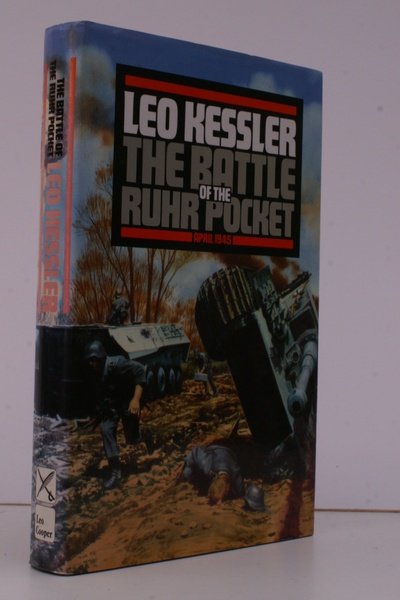 LEO KESSLER
THE BATTLE
OF THE
RUHR POCKET
APRIL 1945
THE BATTLE OF
THE RUHR POCKET
LEO KESSLER
Leo
Cooper